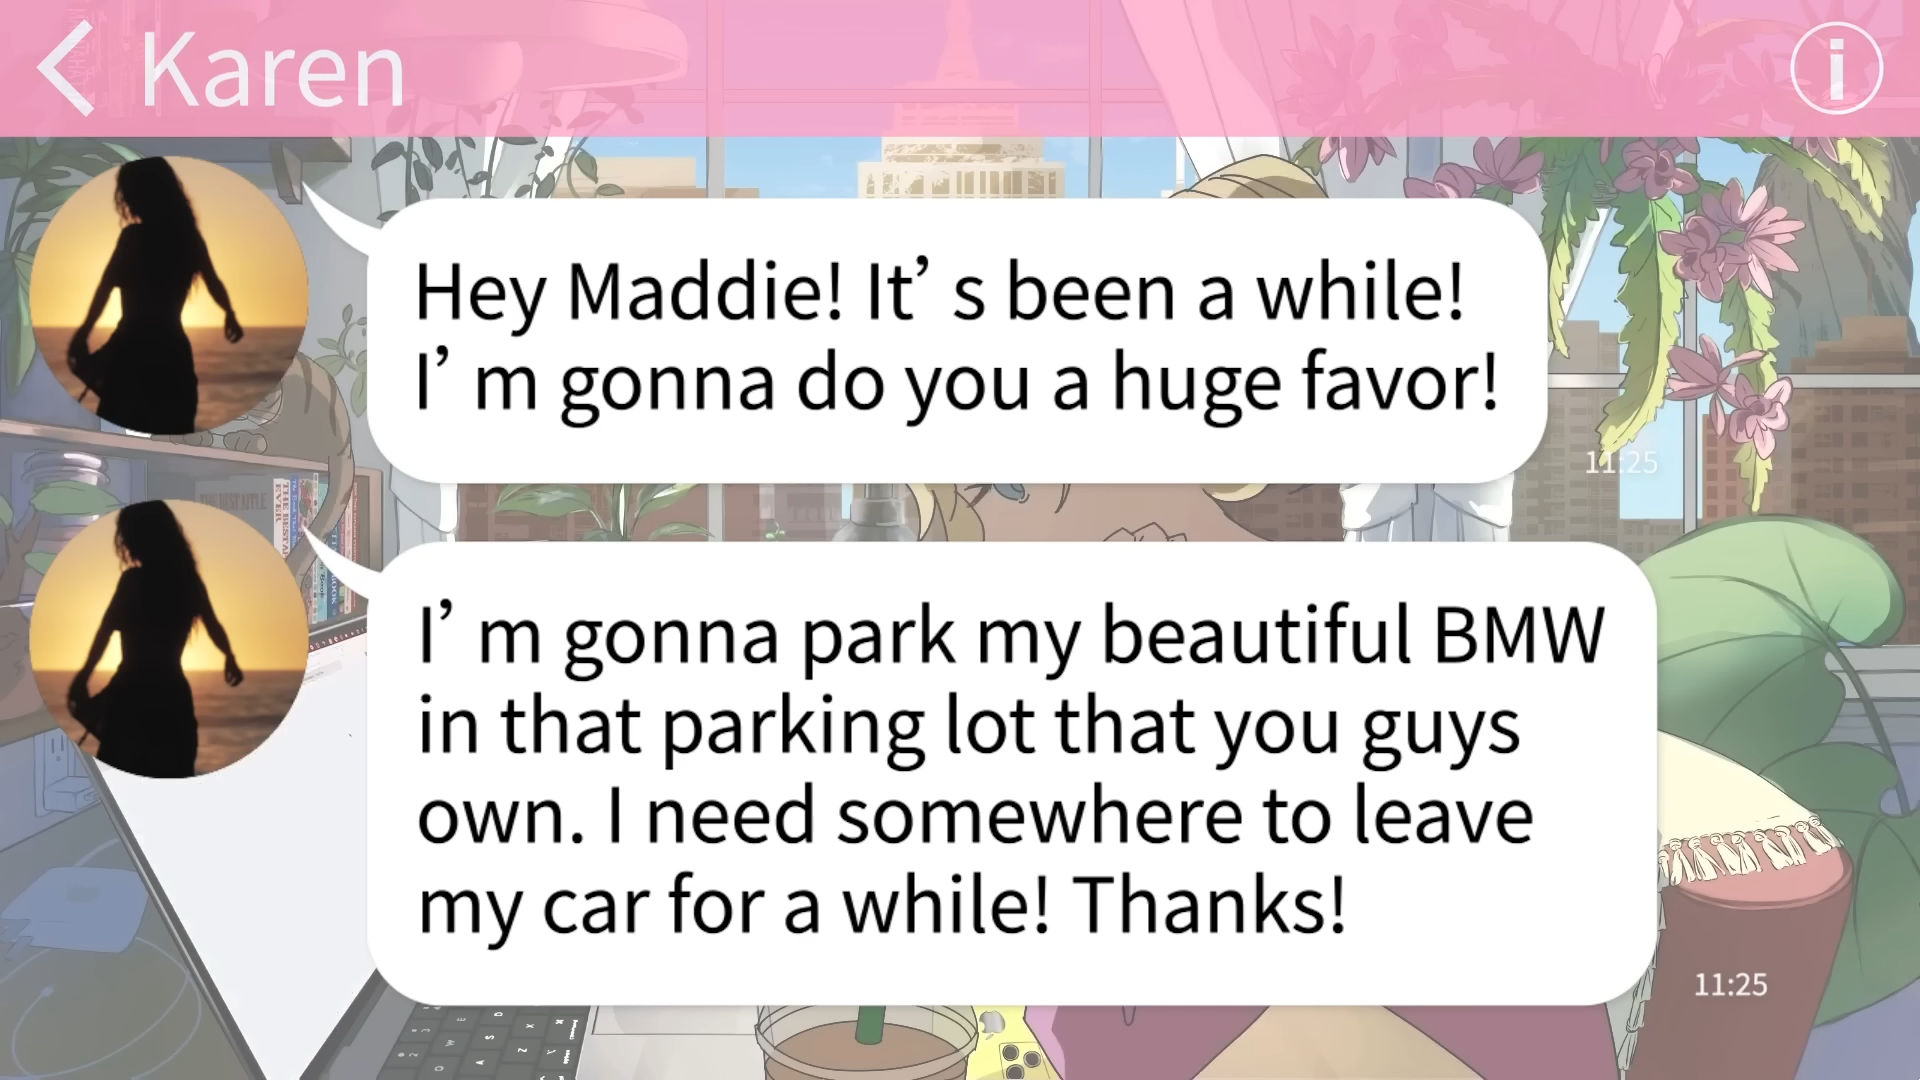 Karen
i
Hey Maddie! It’s been a while!
I’m gonna do you a huge favor!
11:25
I’m gonna park my beautiful BMW
in that parking lot that you guys
own. I need somewhere to leave
my car for a while! Thanks!
11:25